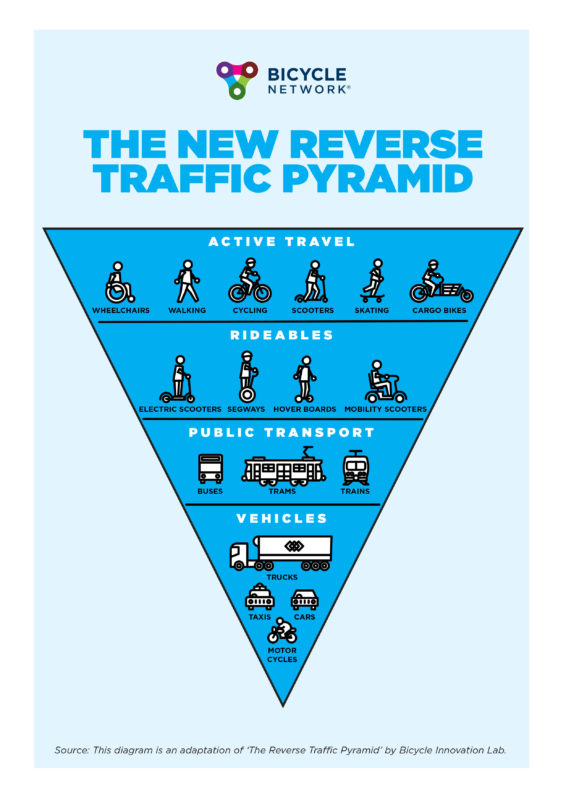 BICYCLE
NETWORK®
THE NEW REVERSE
TRAFFIC PYRAMID
ACTIVE TRAVEL
WHEELCHAIRS WALKING CYCLING SCOOTERS SKATING CARGO BIKES
RIDEABLES
ELECTRIC SCOOTERS SEGWAYS HOVER BOARDS MOBILITY SCOOTERS
PUBLIC TRANSPORT
BUSES TRAMS TRAINS
VEHICLES
TRUCKS
TAXIS CARS
MOTOR
CYCLES
Source: This diagram is an adaptation of ‘The Reverse Traffic Pyramid’ by Bicycle Innovation Lab.